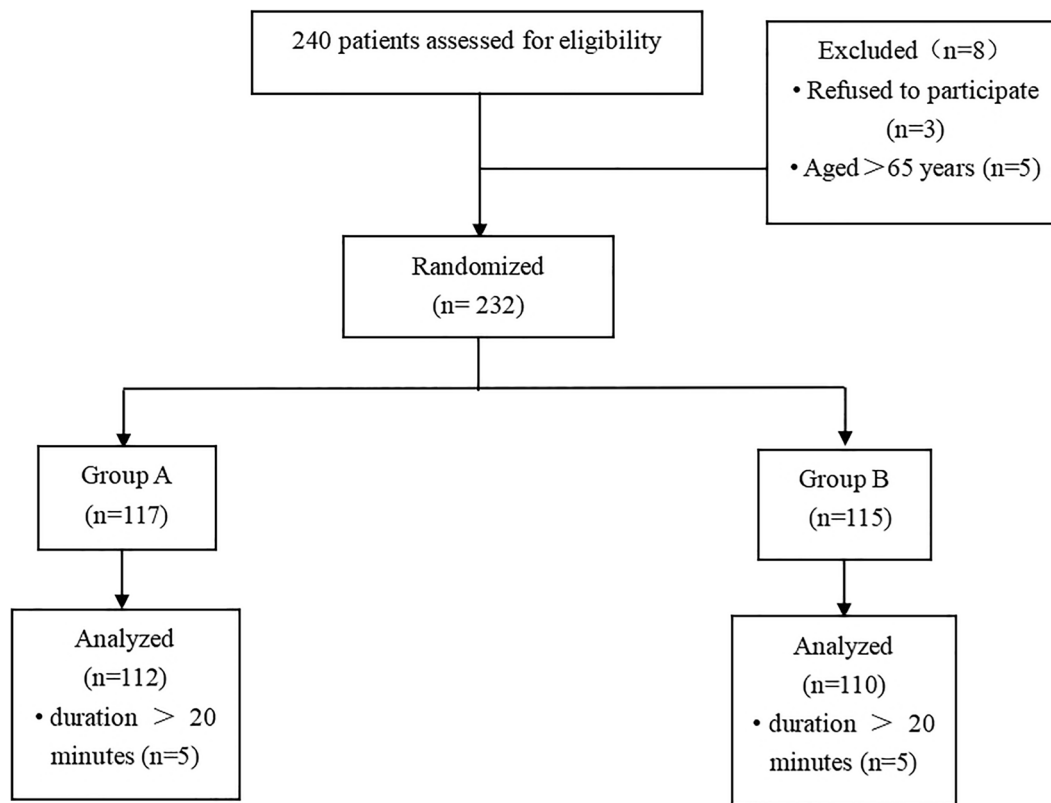 240 patients assessed for eligibility
Excluded（n=8）
• Refused to participate
(n=3)
• Aged＞65 years (n=5)
Randomized
(n= 232)
Group A
(n=117)
Group B
(n=115)
Analyzed
(n=112)
• duration ＞ 20
minutes (n=5)
Analyzed
(n=110)
• duration ＞ 20
minutes (n=5)